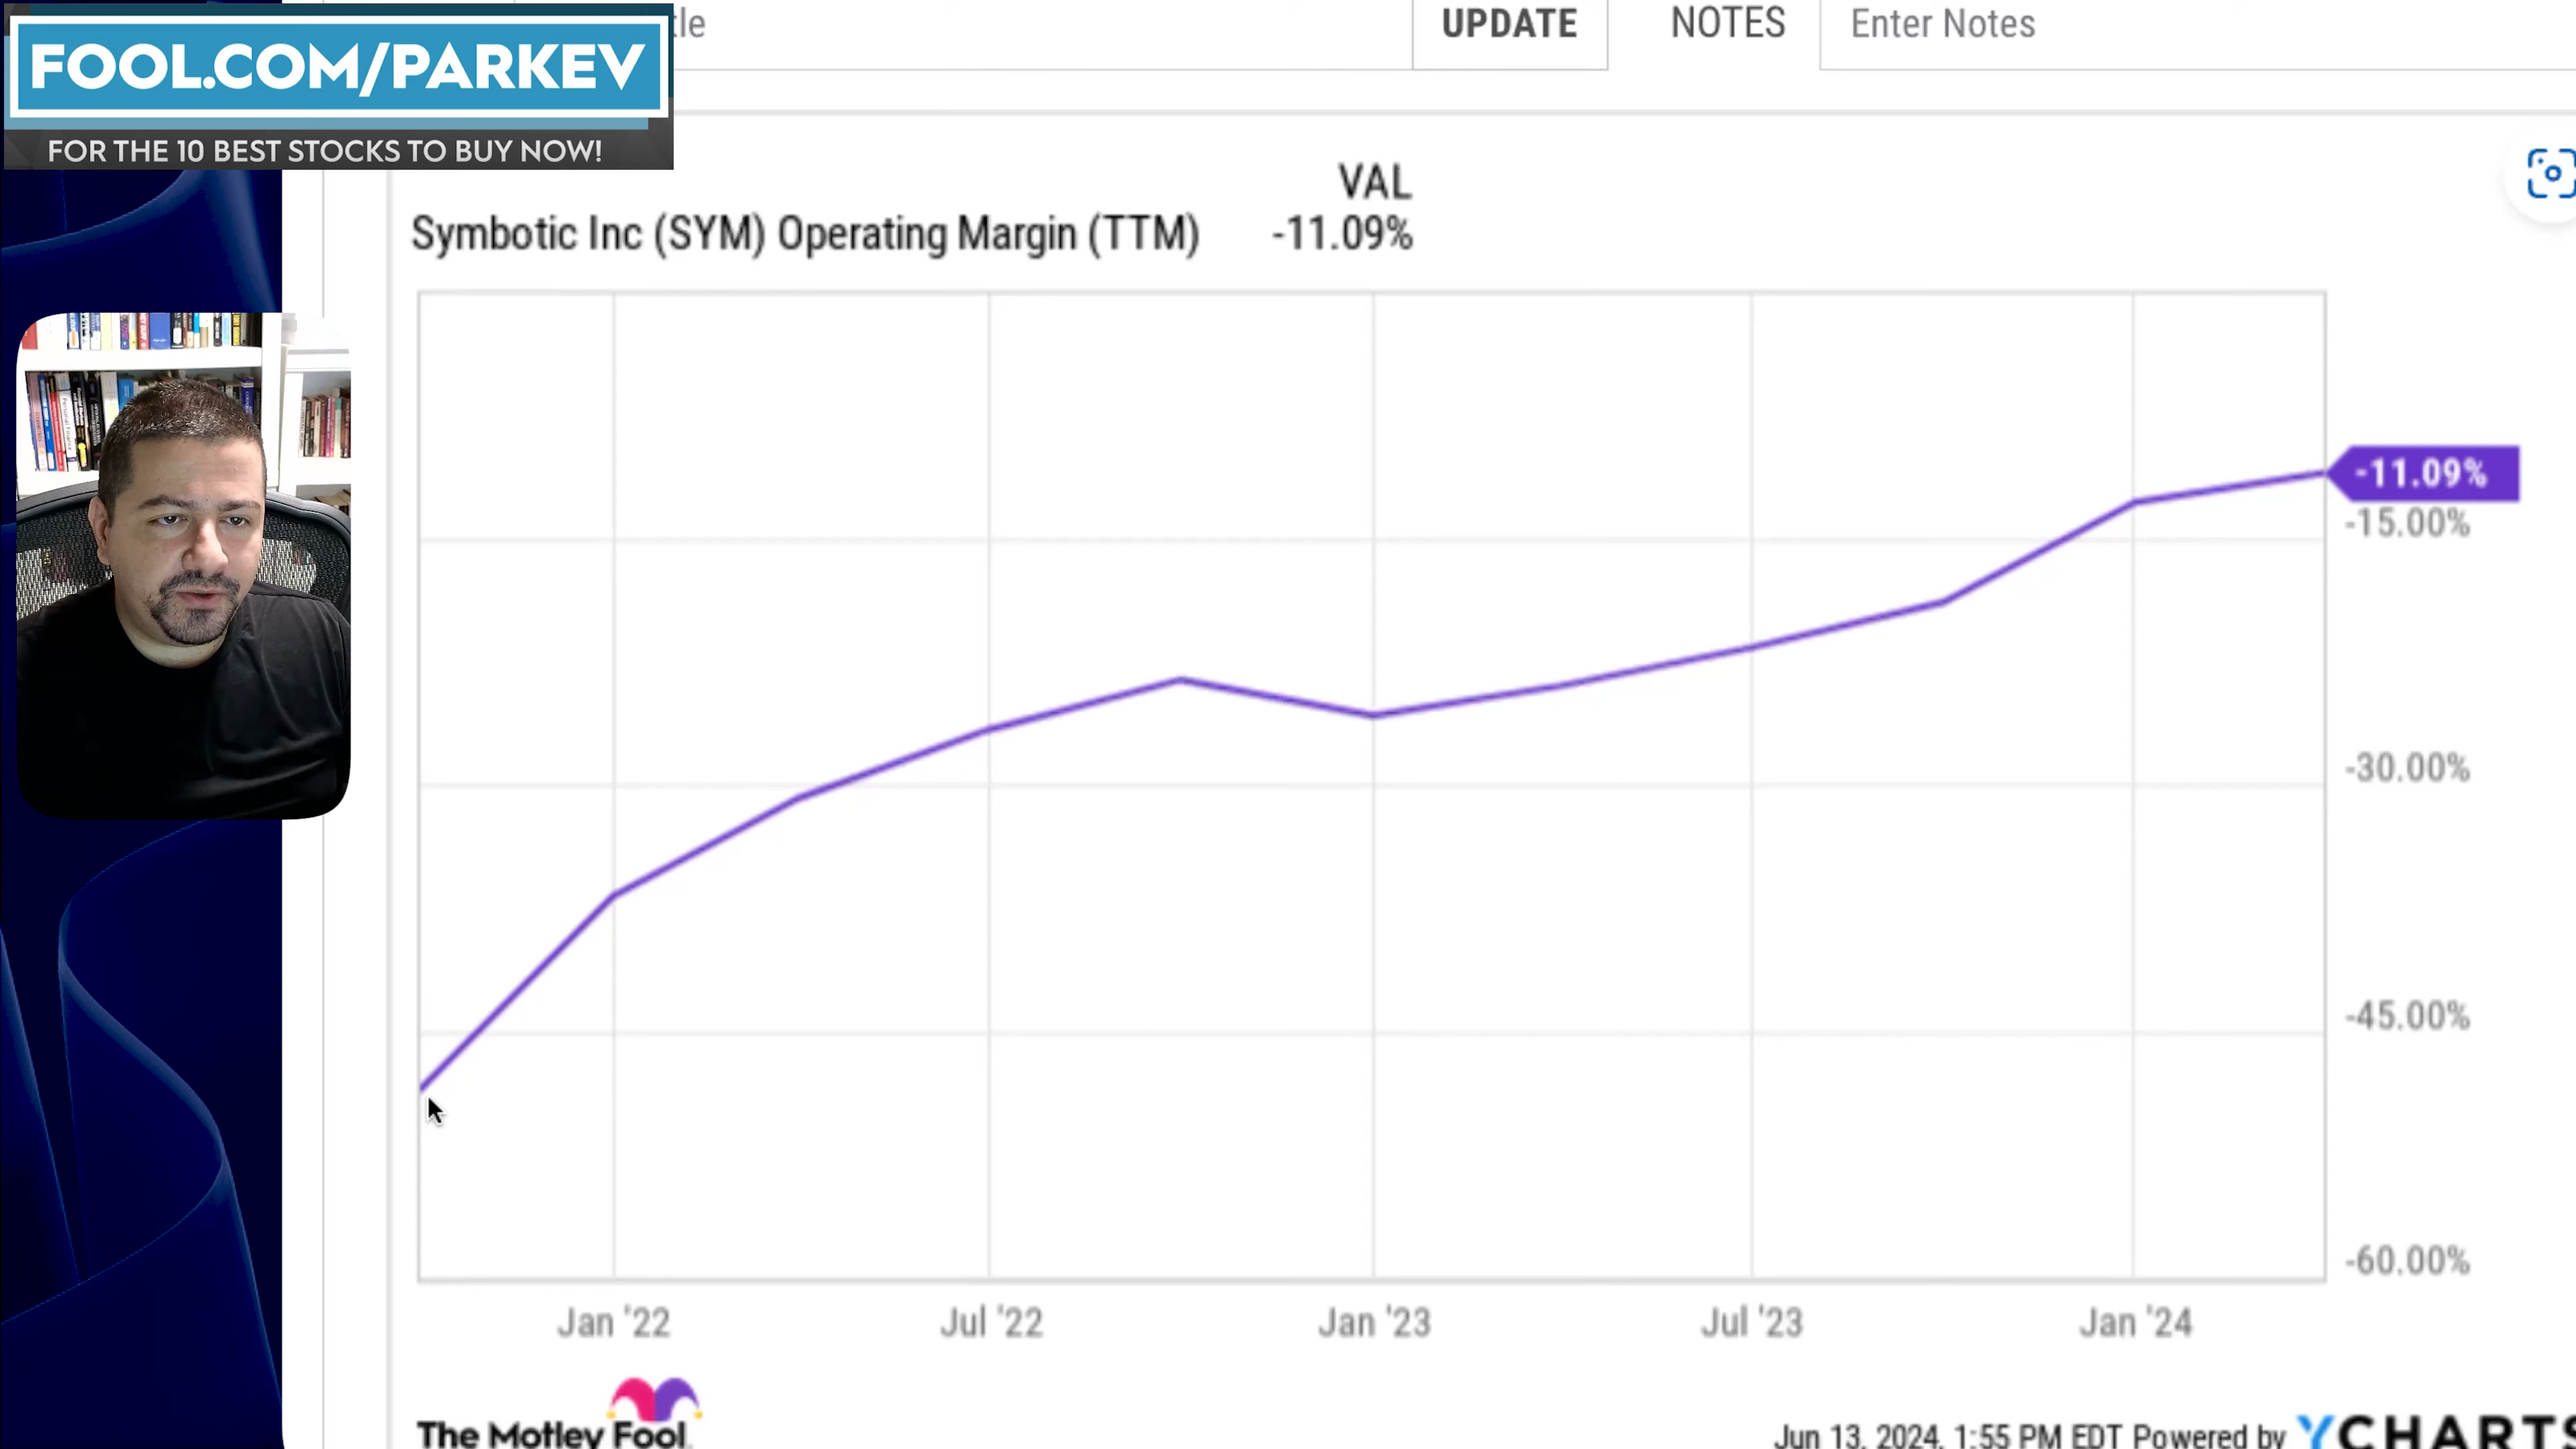 FOOL.COM/PARKEV
FOR THE 10 BEST STOCKS TO BUY NOW!
tle
UPDATE
NOTES
Enter Notes
VAL
Symbotic Inc (SYM) Operating Margin (TTM) -11.09%
-11.09%
-15.00%
-30.00%
-45.00%
-60.00%
Jan '22 Jul '22 Jan '23 Jul '23 Jan '24
The Motley Fool.
Jun 13, 2024, 1:55 PM EDT Powered by YCHARTS